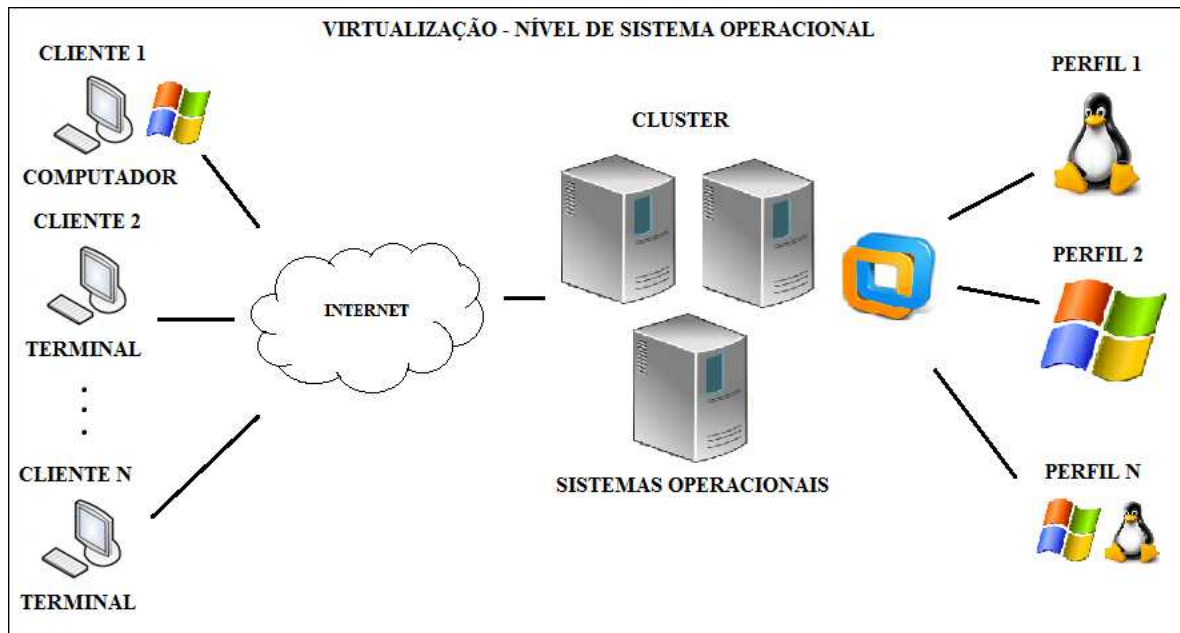 VIRTUALIZAÇÃO - NÍVEL DE SISTEMA OPERACIONAL
CLIENTE 1
COMPUTADOR
CLIENTE 2
TERMINAL
CLIENTE N
TERMINAL
INTERNET
CLUSTER
SISTEMAS OPERACIONAIS
PERFIL 1
PERFIL 2
PERFIL N